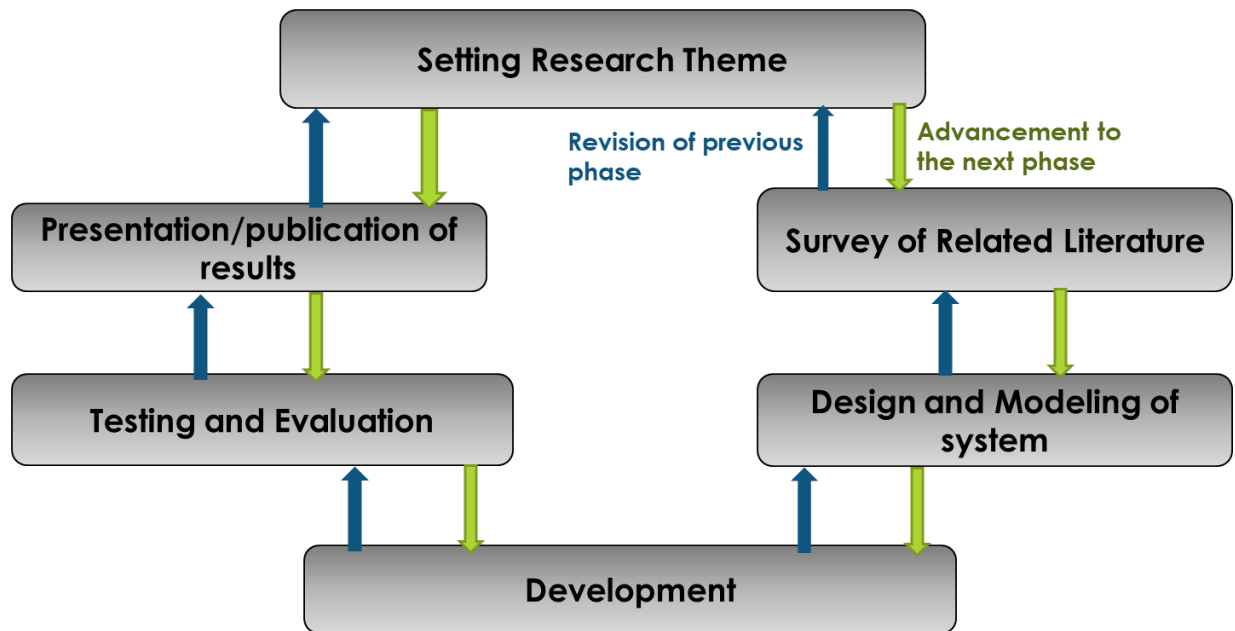 Setting Research Theme
Revision of previous
phase
Advancement to
the next phase
Presentation/publication of
results
Survey of Related Literature
Testing and Evaluation
Design and Modeling of
system
Development